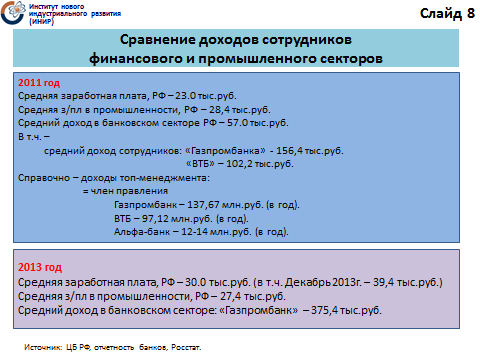 Институт нового
индустриального развития
(ИНИР)
Слайд 8
Сравнение доходов сотрудников
финансового и промышленного секторов
2011 год
Средняя заработная плата, РФ – 23.0 тыс.руб.
Средняя з/пл в промышленности, РФ – 28,4 тыс.руб.
Средний доход в банковском секторе РФ – 57.0 тыс.руб.
В т.ч. –
средний доход сотрудников: «Газпромбанка» - 156,4 тыс.руб.
«ВТБ» – 102,2 тыс.руб.
Справочно – доходы топ-менеджмента:
= член правления
Газпромбанк – 137,67 млн.руб. (в год).
ВТБ – 97,12 млн.руб. (в год).
Альфа-банк – 12-14 млн.руб. (в год).
2013 год
Средняя заработная плата, РФ – 30.0 тыс.руб. (в т.ч. Декабрь 2013г. – 39,4 тыс.руб.)
Средняя з/пл в промышленности, РФ – 27,4 тыс.руб.
Средний доход в банковском секторе: «Газпромбанк» – 375,4 тыс.руб.
Источник: ЦБ РФ, отчетность банков, Росстат.